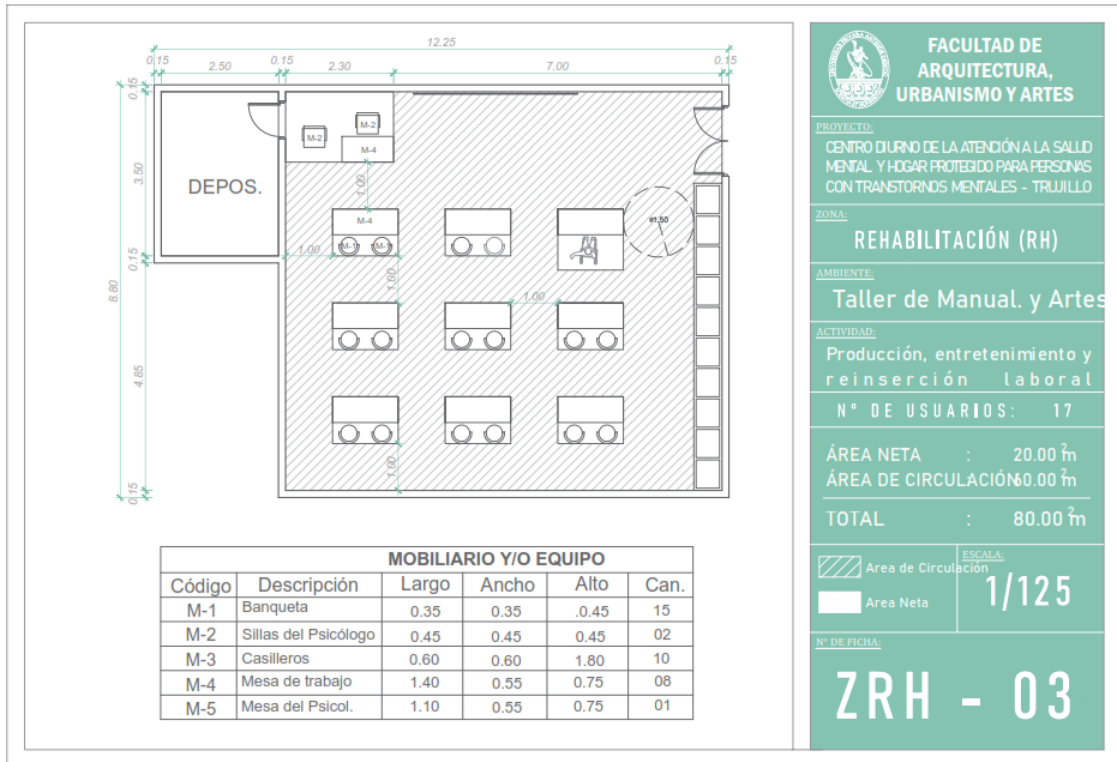 12.25
0.15 2.50 0.15 2.30 7.00 0.15
0.15
3.50
0.15
8.80
4.85
0.15
M-2
M-2
M-4
DEPOS.
1.00
M-4
ø1.50
1.00
M-1 M-1
1.00
1.00
1.00
MOBILIARIO Y/O EQUIPO
Código Descripción Largo Ancho Alto Can.
M-1 Banqueta 0.35 0.35 .0.45 15
M-2 Sillas del Psicólogo 0.45 0.45 0.45 02
M-3 Casilleros 0.60 0.60 1.80 10
M-4 Mesa de trabajo 1.40 0.55 0.75 08
M-5 Mesa del Psicol. 1.10 0.55 0.75 01
FACULTAD DE
ARQUITECTURA,
URBANISMO Y ARTES
PROYECTO:
CENTRO DIURNO DE LA ATENCIÓN A LA SALUD
MENTAL Y HOGAR PROTEGIDO PARA PERSONAS
CON TRANSTORNOS MENTALES - TRUJILLO
ZONA:
REHABILITACIÓN (RH)
AMBIENTE:
Taller de Manual. y Artes
ACTIVIDAD:
Producción, entretenimiento y
reinserción laboral
N° DE USUARIOS: 17
ÁREA NETA : 20.00 m2
ÁREA DE CIRCULACIÓN: 60.00 m2
TOTAL : 80.00 m2
Area de Circulación
Area Neta
ESCALA:
1/125
N° DE FICHA:
ZRH - 03